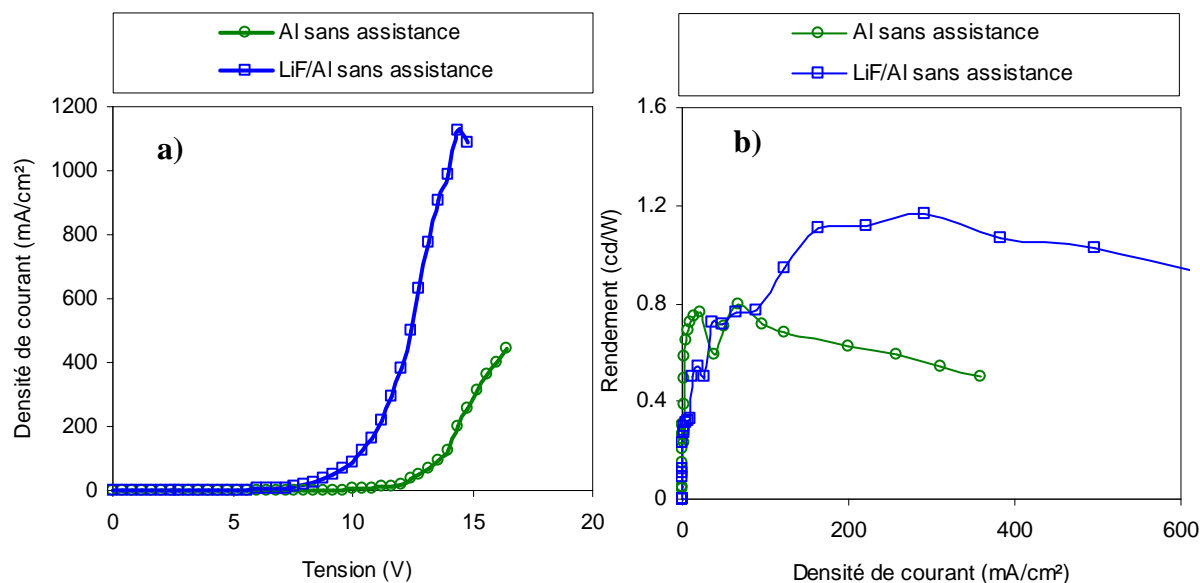 Al sans assistance
LiF/Al sans assistance
a)
Densité de courant (mA/cm²)
1200
1000
800
600
400
200
0
0
5
10
15
20
Tension (V)
Al sans assistance
LiF/Al sans assistance
b)
Rendement (cd/W)
1.6
1.2
0.8
0.4
0
0
200
400
600
Densité de courant (mA/cm²)